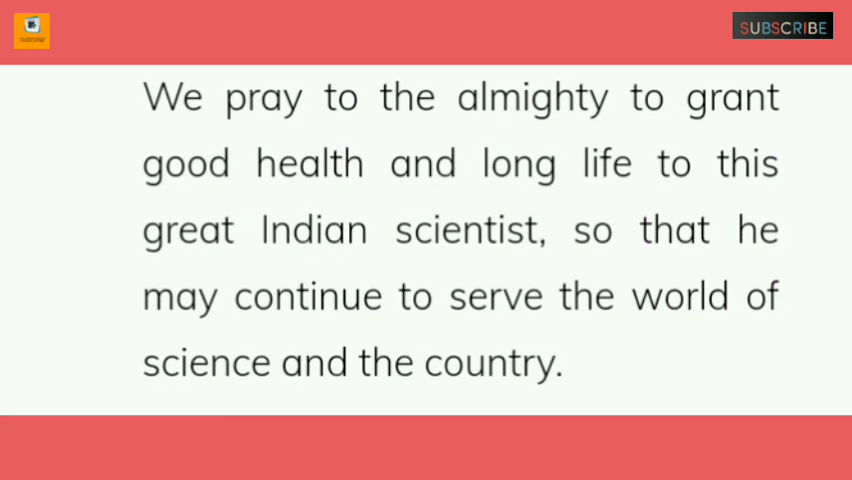 SUBSCRIBE
We pray to the almighty to grant
good health and long life to this
great Indian scientist, so that he
may continue to serve the world of
science and the country.